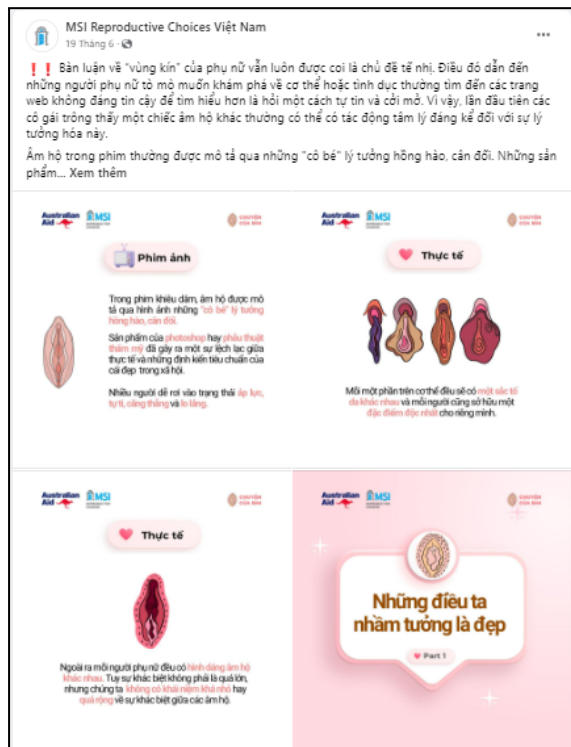 MSI Reproductive Choices Việt Nam
19 Tháng 6 ·
❗❗ Bàn luận về "vùng kín" của phụ nữ vẫn luôn được coi là chủ đề tế nhị. Điều đó dẫn đến
những người phụ nữ tò mò muốn khám phá về cơ thể hoặc tình dục thường tìm đến các trang
web không đáng tin cậy để tìm hiểu hơn là hỏi một cách tự tin và cởi mở. Vì vậy, lần đầu tiên các
cô gái trông thấy một chiếc âm hộ khác thường có thể có tác động tâm lý đáng kể đối với sự lý
tưởng hóa này.
Âm hộ trong phim thường được mô tả qua những "cô bé" lý tưởng hồng hào, cân đối. Những sản
phẩm... Xem thêm
Australian Aid
MSI
CHUYỆN CỦA MÌNH
Phim ảnh
Trong phim khiêu dâm, âm hộ được mô
tả qua hình ảnh những "cô bé" lý tưởng
hồng hào, cân đối.
Sản phẩm của photoshop hay phẫu thuật
thẩm mỹ đã gây ra một sự lệch lạc giữa
thực tế và những định kiến tiêu chuẩn của
cái đẹp trong xã hội.
Nhiều người dễ rơi vào trạng thái áp lực,
tự ti, căng thẳng và lo lắng.
Australian Aid
MSI
Thực tế
Mỗi một phần trên cơ thể đều sẽ có một sắc tố
da khác nhau và mỗi người cũng sở hữu một
đặc điểm độc nhất cho riêng mình.
Australian Aid
MSI
Thực tế
Ngoài ra mỗi người phụ nữ đều có hình dáng âm hộ
khác nhau. Tuy sự khác biệt không phải là quá lớn,
nhưng chúng ta không có khái niệm khá nhỏ hay
quá rộng về sự khác biệt giữa các âm hộ.
Australian Aid
MSI
Những điều ta
nhầm tưởng là đẹp
Part 1